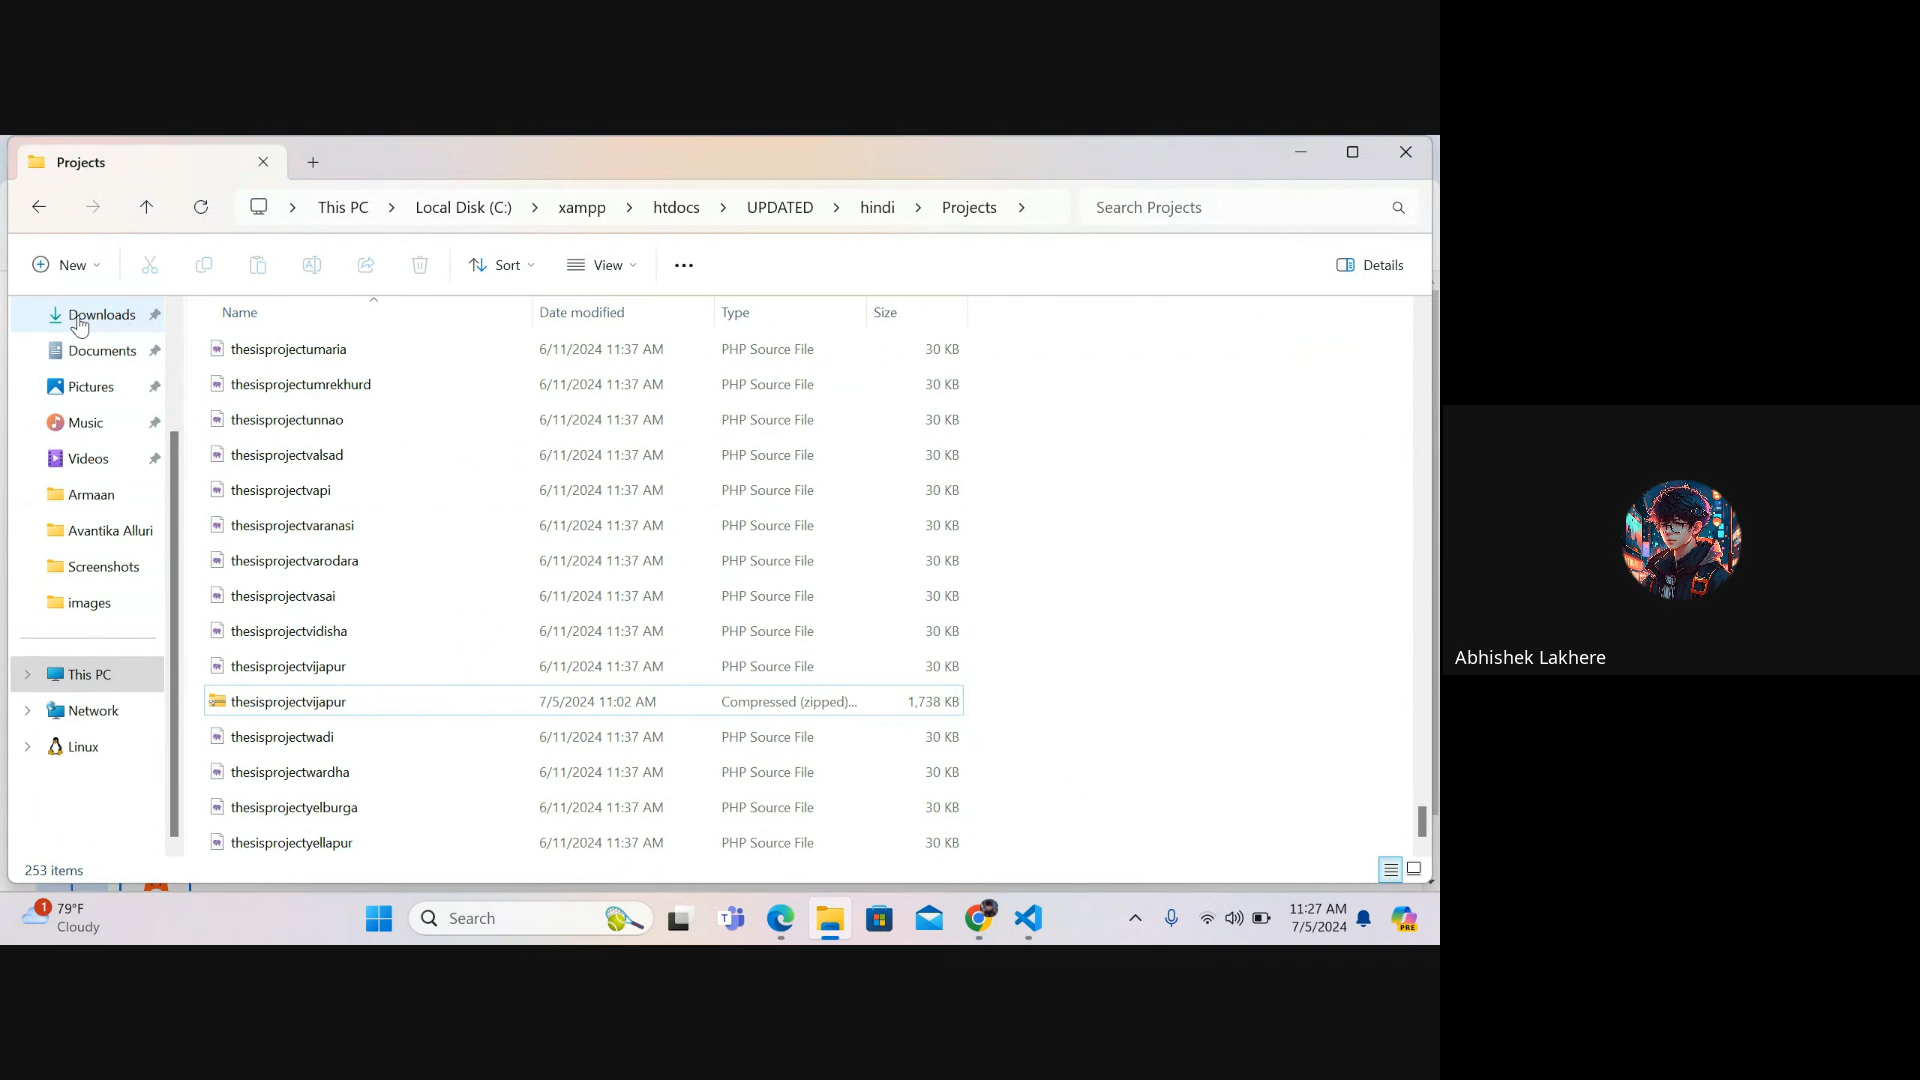 Projects
This PC
Local Disk (C:)
xampp
htdocs
UPDATED
hindi
Projects
Search Projects
New
Sort
View
Details
Downloads
Documents
Pictures
Music
Videos
Armaan
Avantika Alluri
Screenshots
images
This PC
Network
Linux
Name Date modified Type Size
thesisprojectumaria 6/11/2024 11:37 AM PHP Source File 30 KB
thesisprojectumrekhurd 6/11/2024 11:37 AM PHP Source File 30 KB
thesisprojectunnao 6/11/2024 11:37 AM PHP Source File 30 KB
thesisprojectvalsad 6/11/2024 11:37 AM PHP Source File 30 KB
thesisprojectvapi 6/11/2024 11:37 AM PHP Source File 30 KB
thesisprojectvaranasi 6/11/2024 11:37 AM PHP Source File 30 KB
thesisprojectvarodara 6/11/2024 11:37 AM PHP Source File 30 KB
thesisprojectvasai 6/11/2024 11:37 AM PHP Source File 30 KB
thesisprojectvidisha 6/11/2024 11:37 AM PHP Source File 30 KB
thesisprojectvijapur 6/11/2024 11:37 AM PHP Source File 30 KB
thesisprojectvijapur 7/5/2024 11:02 AM Compressed (zipped)... 1,738 KB
thesisprojectwadi 6/11/2024 11:37 AM PHP Source File 30 KB
thesisprojectwardha 6/11/2024 11:37 AM PHP Source File 30 KB
thesisprojectyelburga 6/11/2024 11:37 AM PHP Source File 30 KB
thesisprojectyellapur 6/11/2024 11:37 AM PHP Source File 30 KB
253 items
1
79°F
Cloudy
Search
11:27 AM
7/5/2024
PRE
Abhishek Lakhere